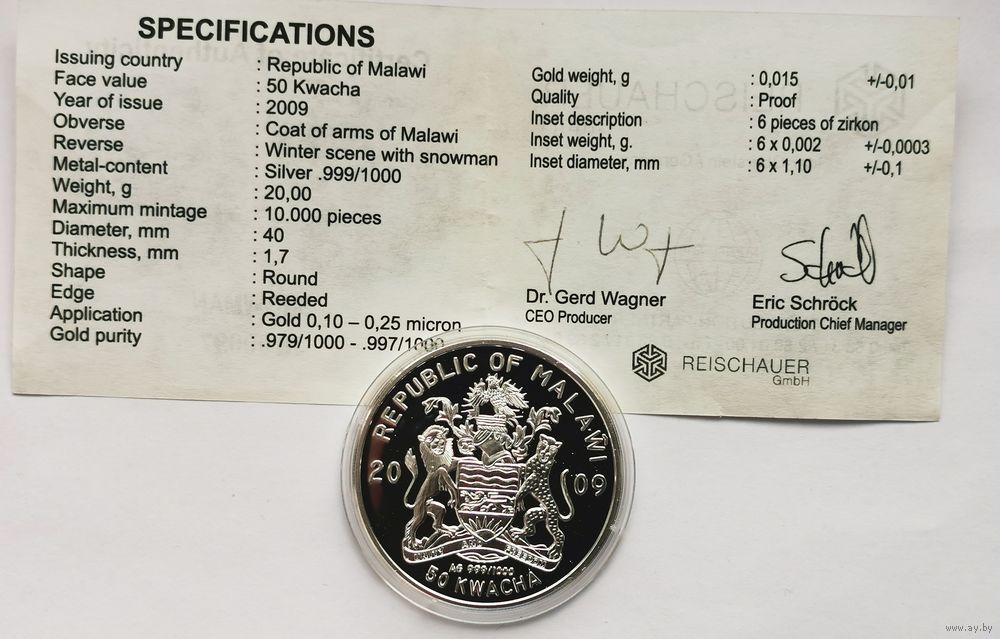 SPECIFICATIONS
Issuing country : Republic of Malawi
Face value : 50 Kwacha
Year of issue : 2009
Obverse : Coat of arms of Malawi
Reverse : Winter scene with snowman
Metal-content : Silver .999/1000
Weight, g : 20,00
Maximum mintage : 10.000 pieces
Diameter, mm : 40
Thickness, mm : 1,7
Shape : Round
Edge : Reeded
Application : Gold 0,10 – 0,25 micron
Gold purity : .979/1000 - .997/1000
Gold weight, g : 0,015 +/-0,01
Quality : Proof
Inset description : 6 pieces of zirkon
Inset weight, g. : 6 x 0,002 +/-0,0003
Inset diameter, mm : 6 x 1,10 +/-0,1
Dr. Gerd Wagner
CEO Producer
Eric Schröck
Production Chief Manager
REISCHAUER
GmbH
REPUBLIC OF MALAŴI
20 09
AG 999/1000
50 KWACHA
www.ay.by